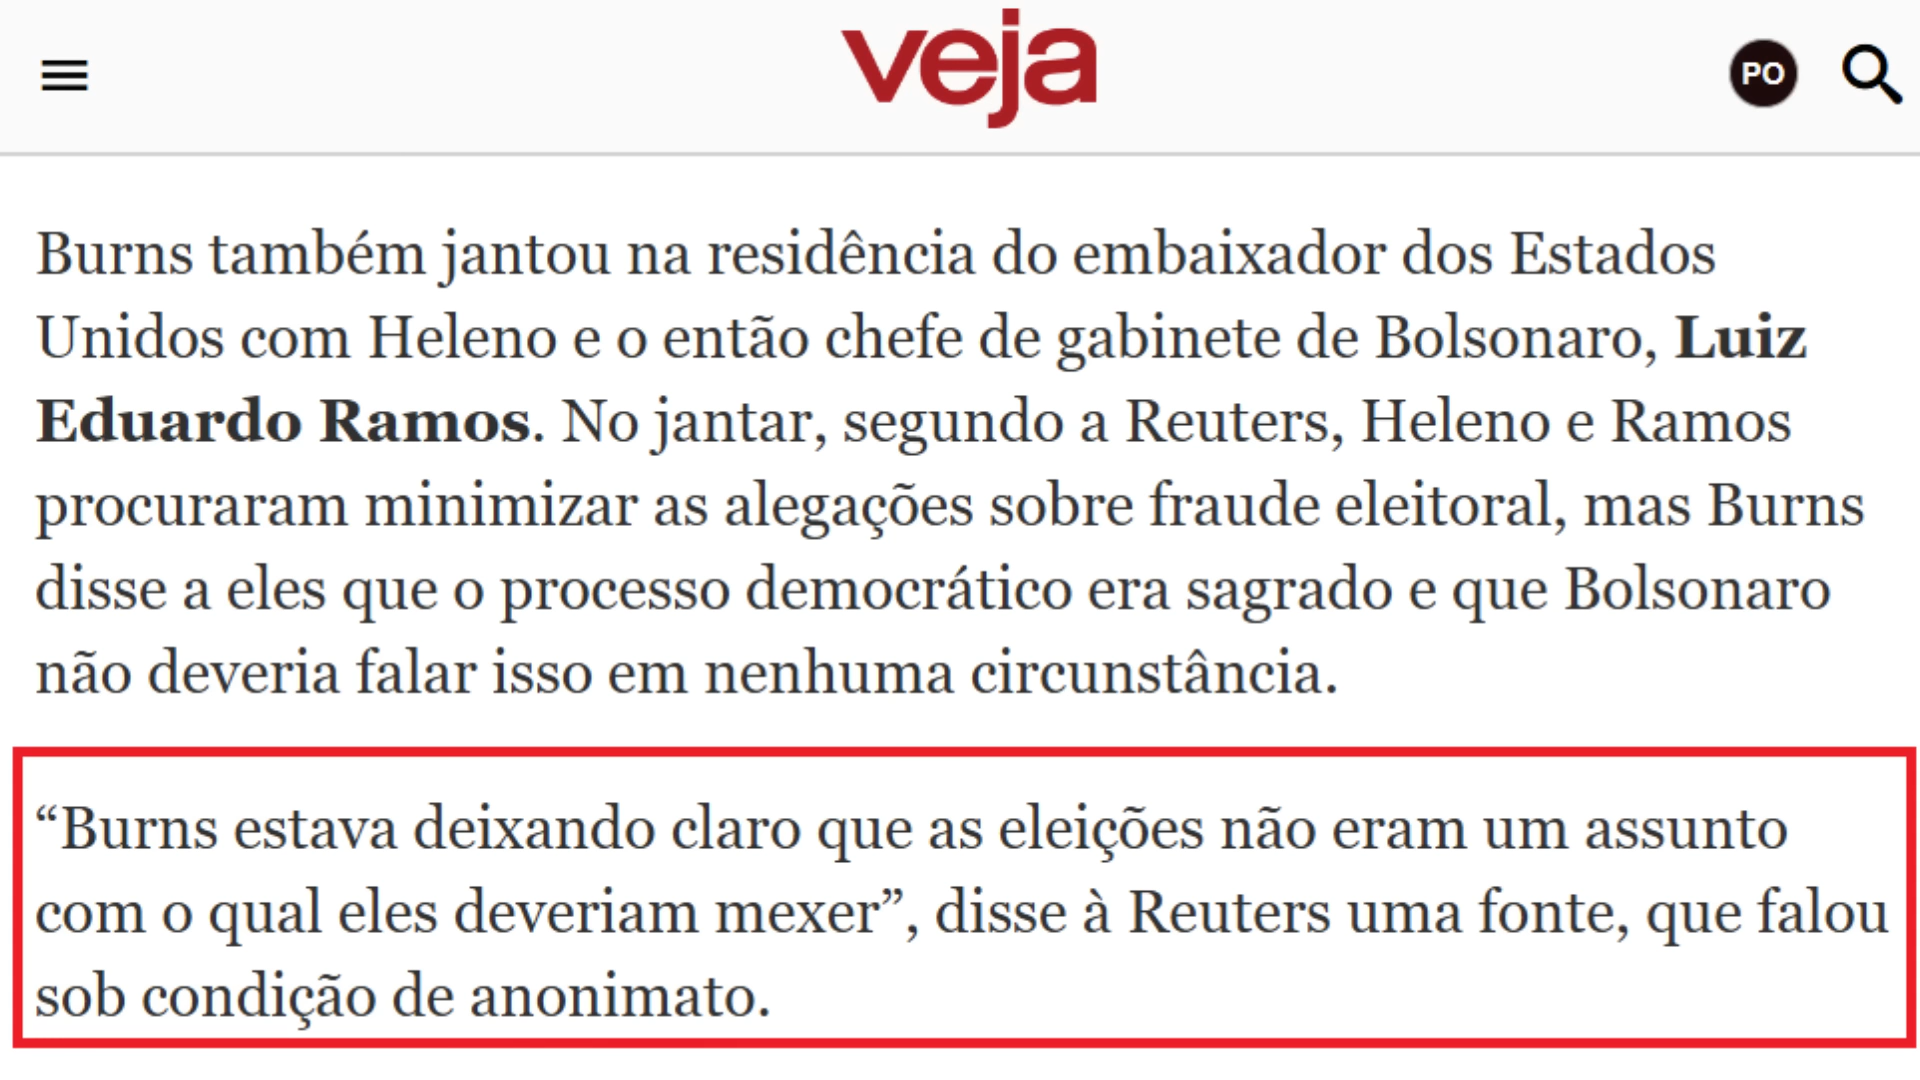 veja
PO
Burns também jantou na residência do embaixador dos Estados
Unidos com Heleno e o então chefe de gabinete de Bolsonaro, Luiz
Eduardo Ramos. No jantar, segundo a Reuters, Heleno e Ramos
procuraram minimizar as alegações sobre fraude eleitoral, mas Burns
disse a eles que o processo democrático era sagrado e que Bolsonaro
não deveria falar isso em nenhuma circunstância.
“Burns estava deixando claro que as eleições não eram um assunto
com o qual eles deveriam mexer”, disse à Reuters uma fonte, que falou
sob condição de anonimato.